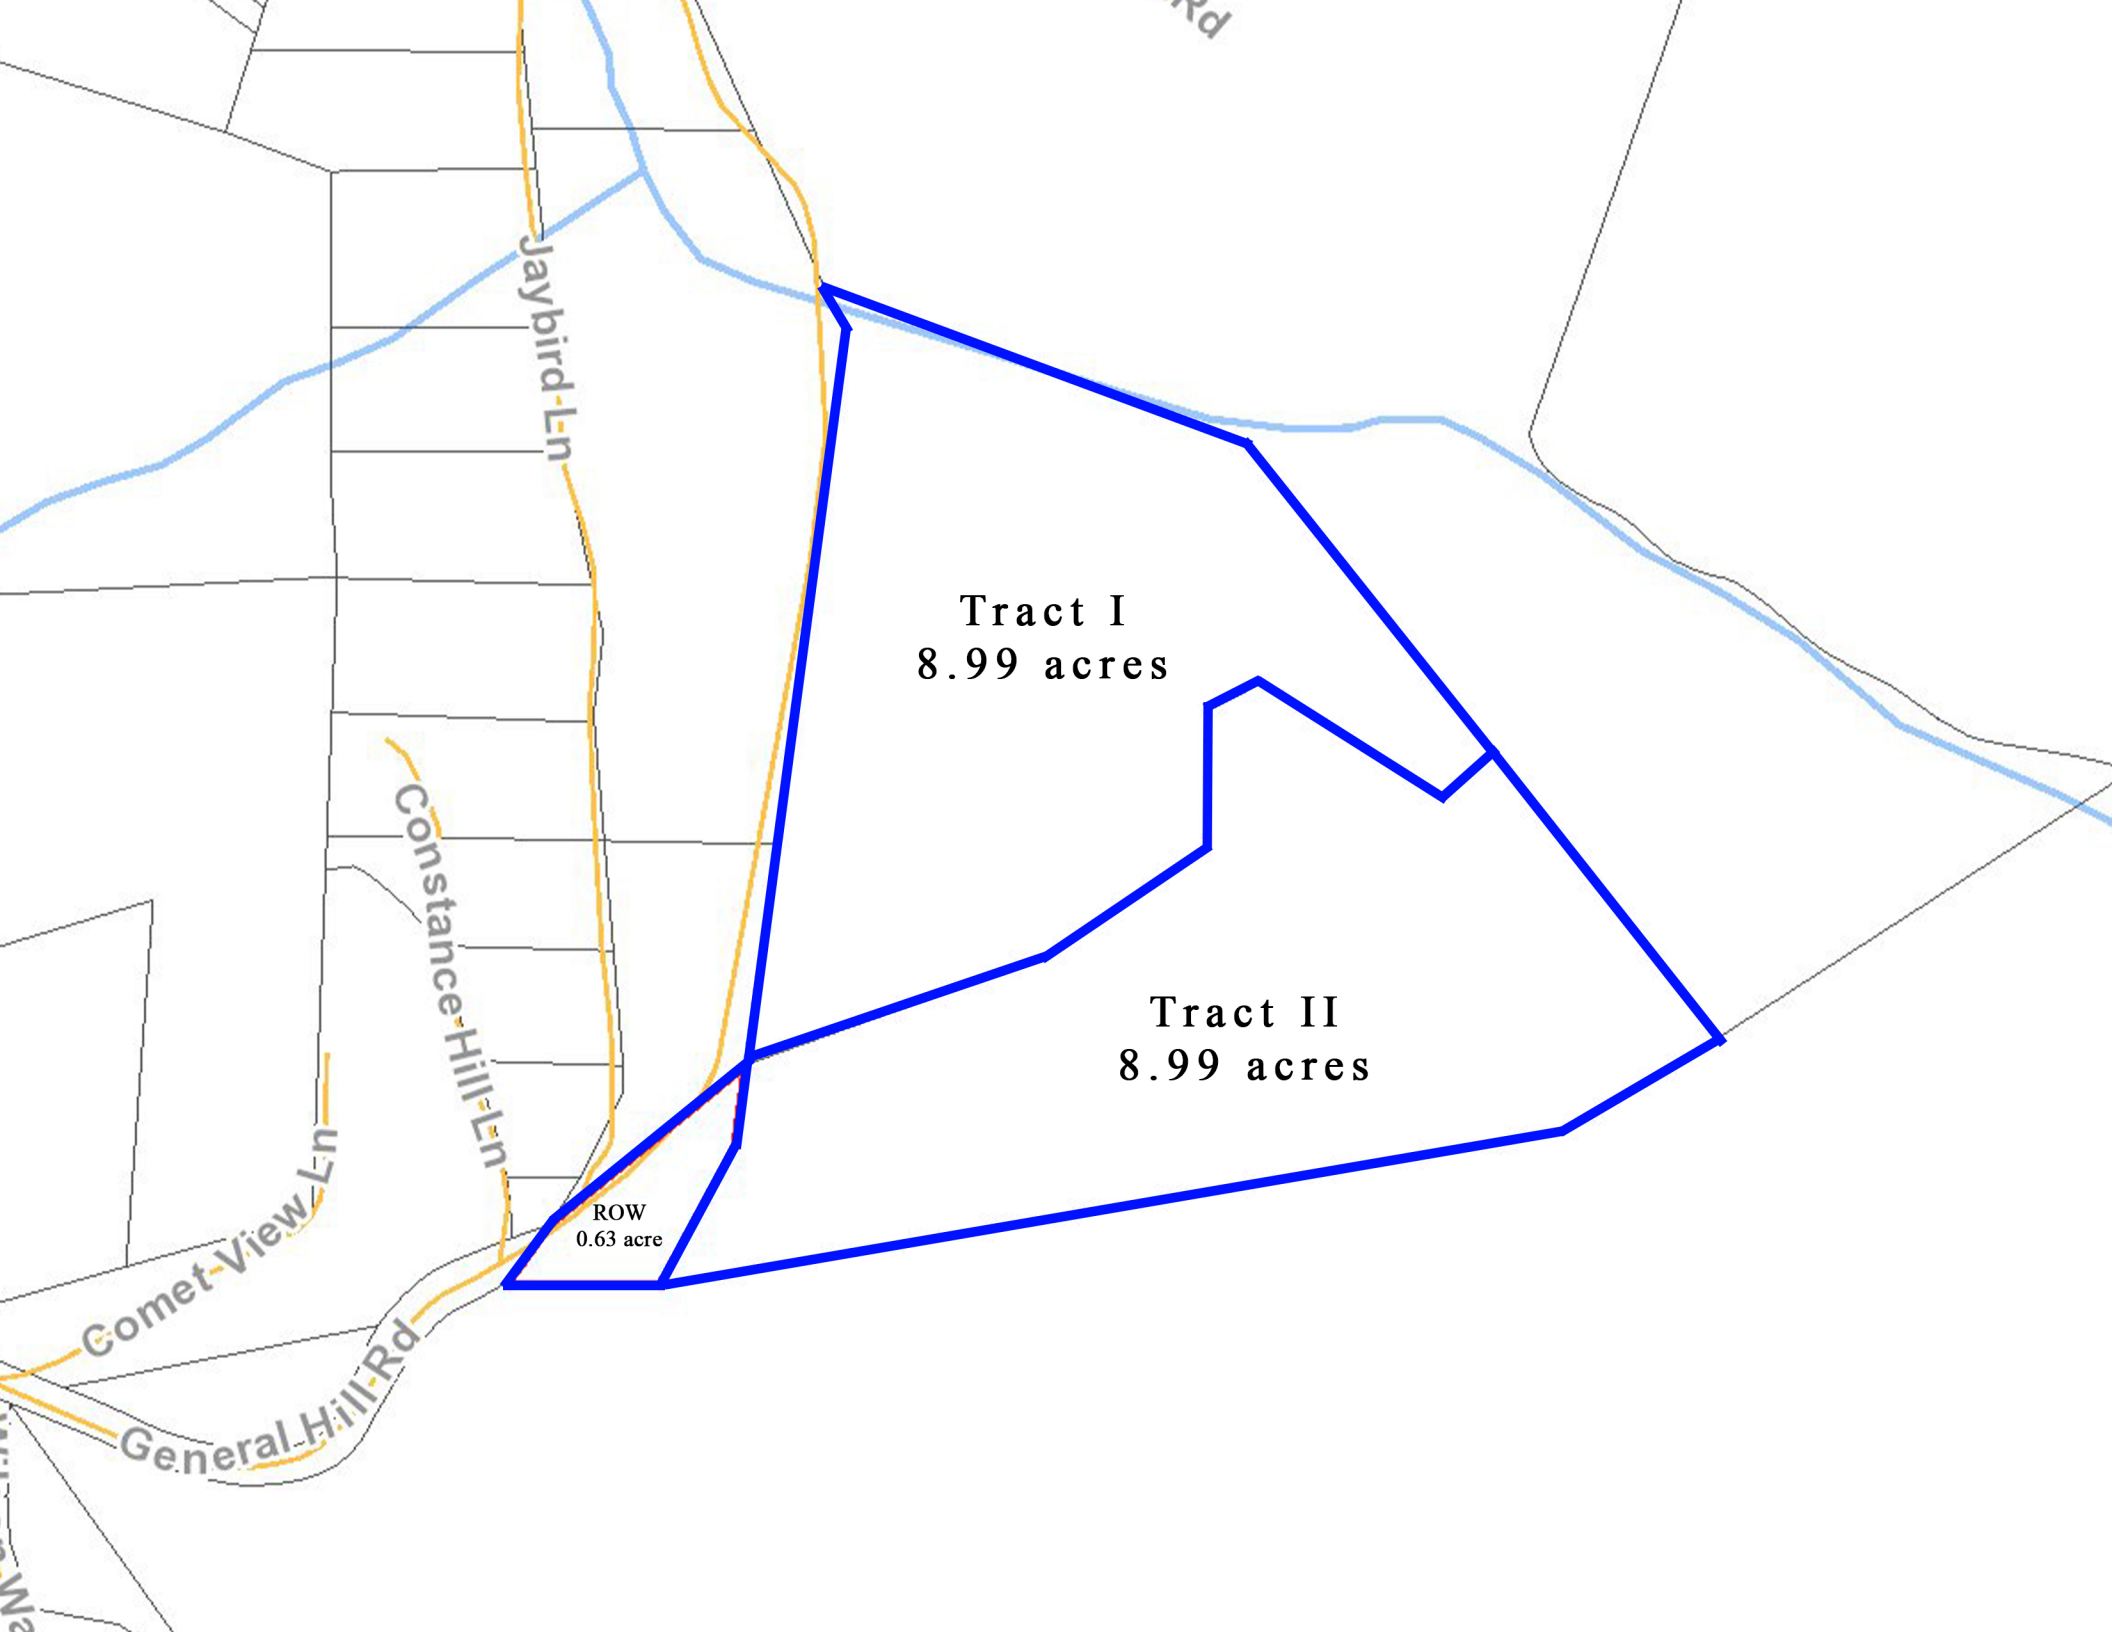 Rd
Jaybird Ln
Tract I
8.99 acres
Constance Hill Ln
Tract II
8.99 acres
Comet View Ln
ROW
0.63 acre
General Hill Rd